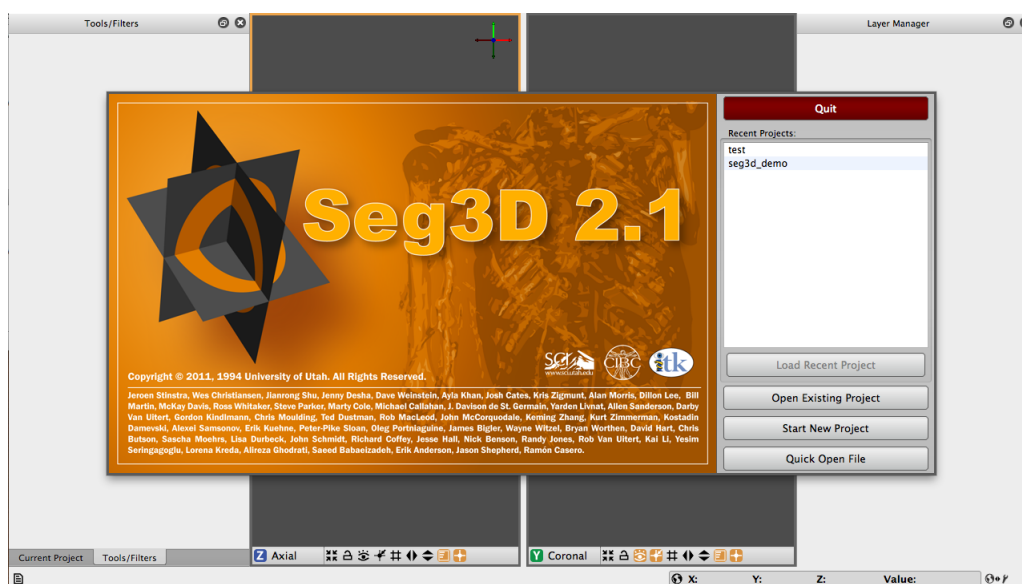 Tools/Filters
Layer Manager
Quit
Recent Projects:
test
seg3d_demo
Seg3D 2.1
SCI
www.sci.utah.edu
CIBC
itk
Copyright © 2011, 1994 University of Utah. All Rights Reserved.
Jeroen Stinstra, Wes Christiansen, Jianrong Shu, Jenny Desha, Dave Weinstein, Ayla Khan, Josh Cates, Kris Zigmunt, Alan Morris, Dillon Lee, Bill
Martin, McKay Davis, Ross Whitaker, Steve Parker, Marty Cole, Michael Callahan, J. Davison de St. Germain, Yarden Livnat, Allen Sanderson, Darby
Van Uitert, Gordon Kindlmann, Chris Moulding, Ted Dustman, Rob MacLeod, John McCorquodale, Keming Zhang, Kurt Zimmerman, Kostadin
Damevski, Alexei Samsonov, Erik Kuehne, Peter-Pike Sloan, Oleg Portniaguine, James Bigler, Wayne Witzel, Bryan Worthen, David Hart, Chris
Butson, Sascha Moehrs, Lisa Durbeck, John Schmidt, Richard Coffey, Jesse Hall, Nick Benson, Randy Jones, Rob Van Uitert, Kai Li, Yesim
Seringagoglu, Lorena Kreda, Alireza Ghodrati, Saeed Babaeizadeh, Erik Anderson, Jason Shepherd, Ramón Casero.
Load Recent Project
Open Existing Project
Start New Project
Quick Open File
Current Project
Tools/Filters
Z Axial
Y Coronal
X: Y: Z: Value: